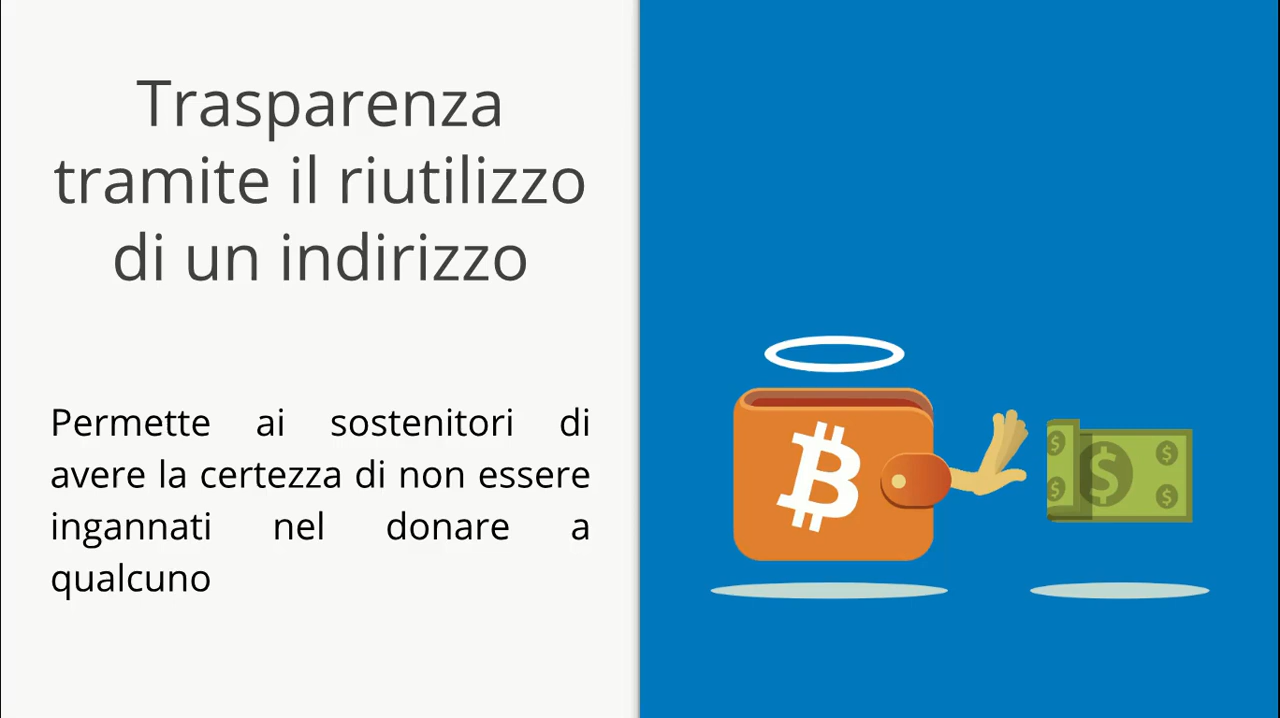 Trasparenza
tramite il riutilizzo
di un indirizzo
Permette ai sostenitori di
avere la certezza di non essere
ingannati nel donare a
qualcuno